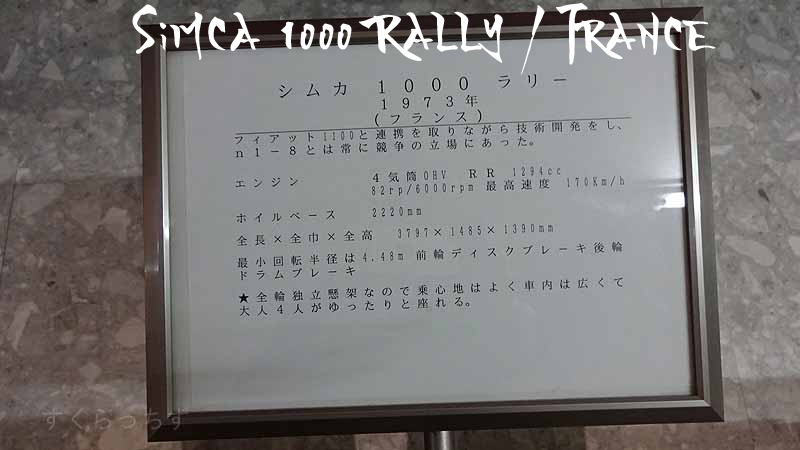 SiMCA 1000 RALLY / FRANCE
シムカ 1000 ラリー
1973年
(フランス)
フィアット1100と連携を取りながら技術開発をし、
n1-8とは常に競争の立場にあった。
エンジン 4気筒OHV RR 1294cc
82rp/6000rpm 最高速度 170Km/h
ホイルベース 2220mm
全長×全巾×全高 3797×1485×1390mm
最小回転半径は4.48m 前輪ディスクブレーキ後輪
ドラムブレーキ
★全輪独立懸架なので乗心地はよく車内は広くて
大人4人がゆったりと座れる。
すくらっちず